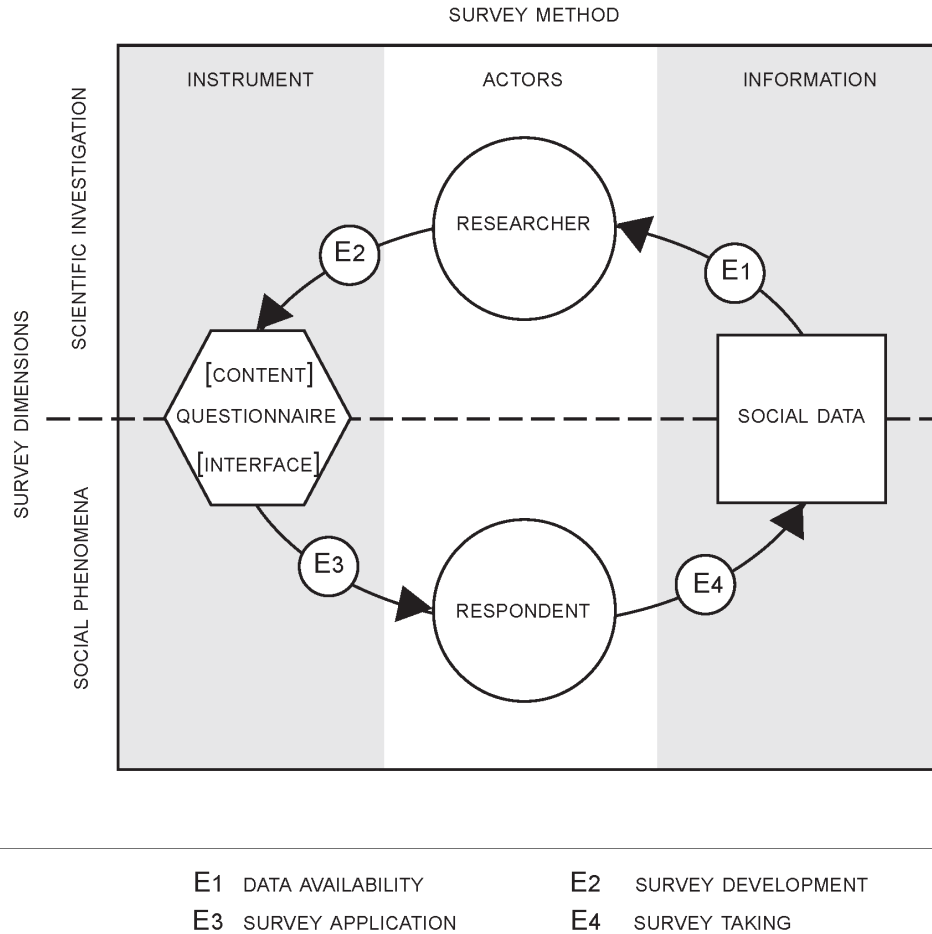 SURVEY METHOD
INSTRUMENT
ACTORS
INFORMATION
SURVEY DIMENSIONS
SCIENTIFIC INVESTIGATION
SOCIAL PHENOMENA
RESEARCHER
E2
E1
[CONTENT]
QUESTIONNAIRE
[INTERFACE]
SOCIAL DATA
E3
RESPONDENT
E4
E1 DATA AVAILABILITY
E2 SURVEY DEVELOPMENT
E3 SURVEY APPLICATION
E4 SURVEY TAKING